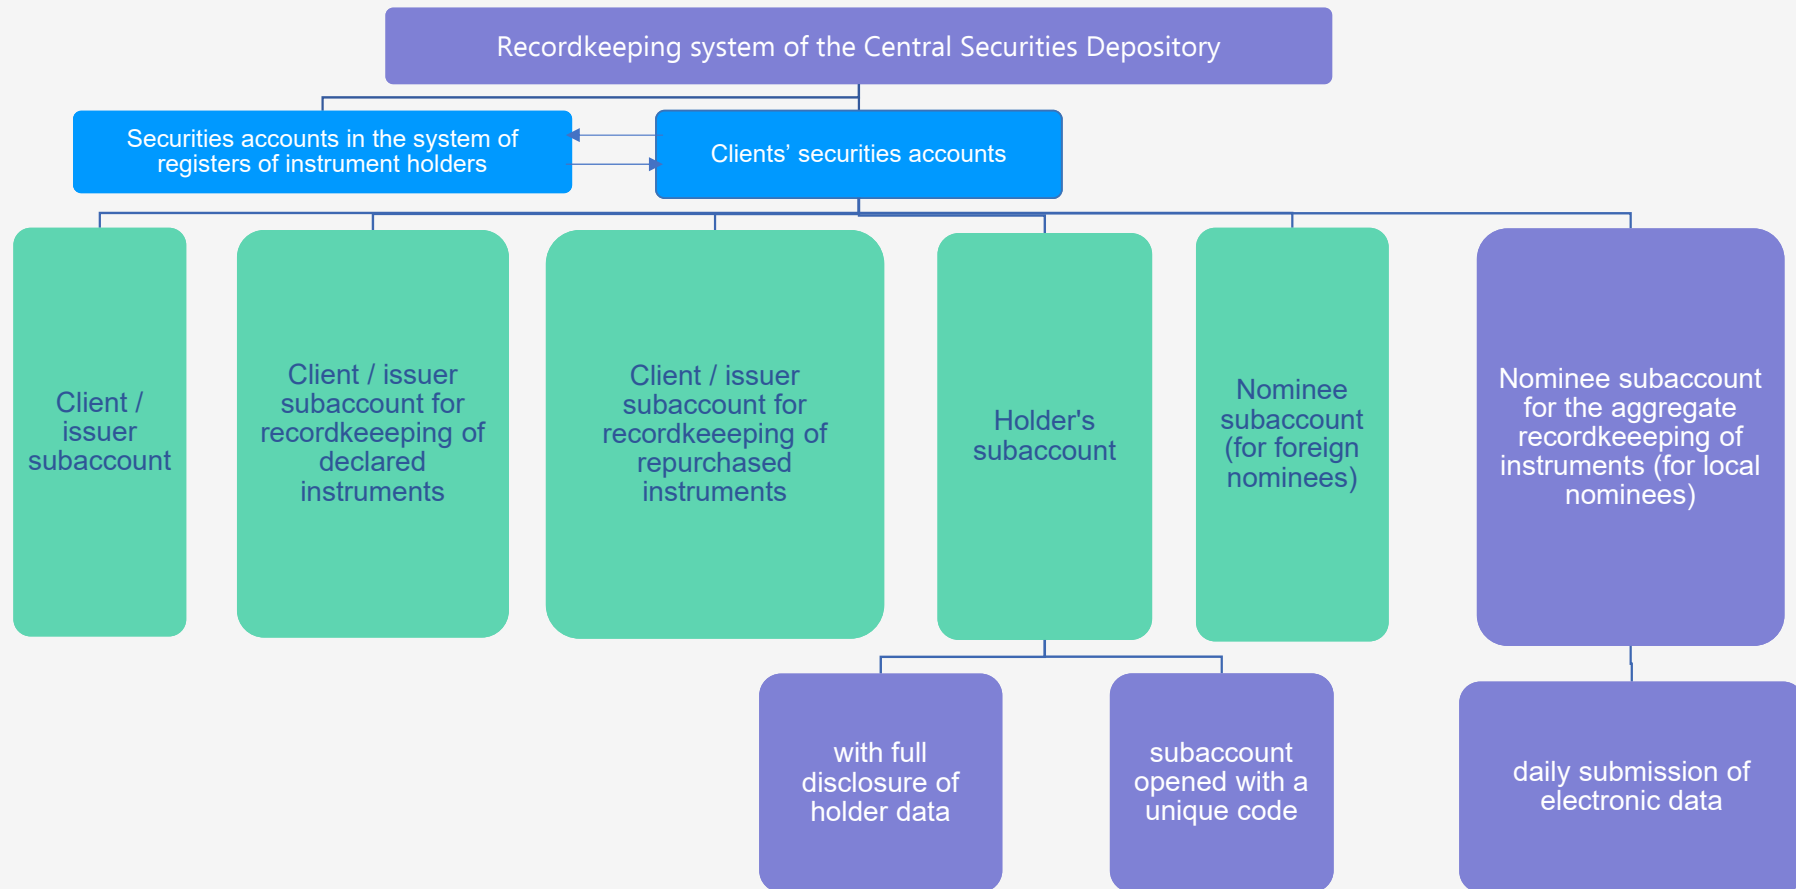 Recordkeeping system of the Central Securities Depository
Securities accounts in the system of
registers of instrument holders
Clients’ securities accounts
Client /
issuer
subaccount
Client / issuer
subaccount for
recordkeeeping of
declared
instruments
Client / issuer
subaccount for
recordkeeeping of
repurchased
instruments
Holder's
subaccount
Nominee
subaccount
(for foreign
nominees)
Nominee subaccount
for the aggregate
recordkeeeping of
instruments (for local
nominees)
with full
disclosure of
holder data
subaccount
opened with a
unique code
daily submission of
electronic data